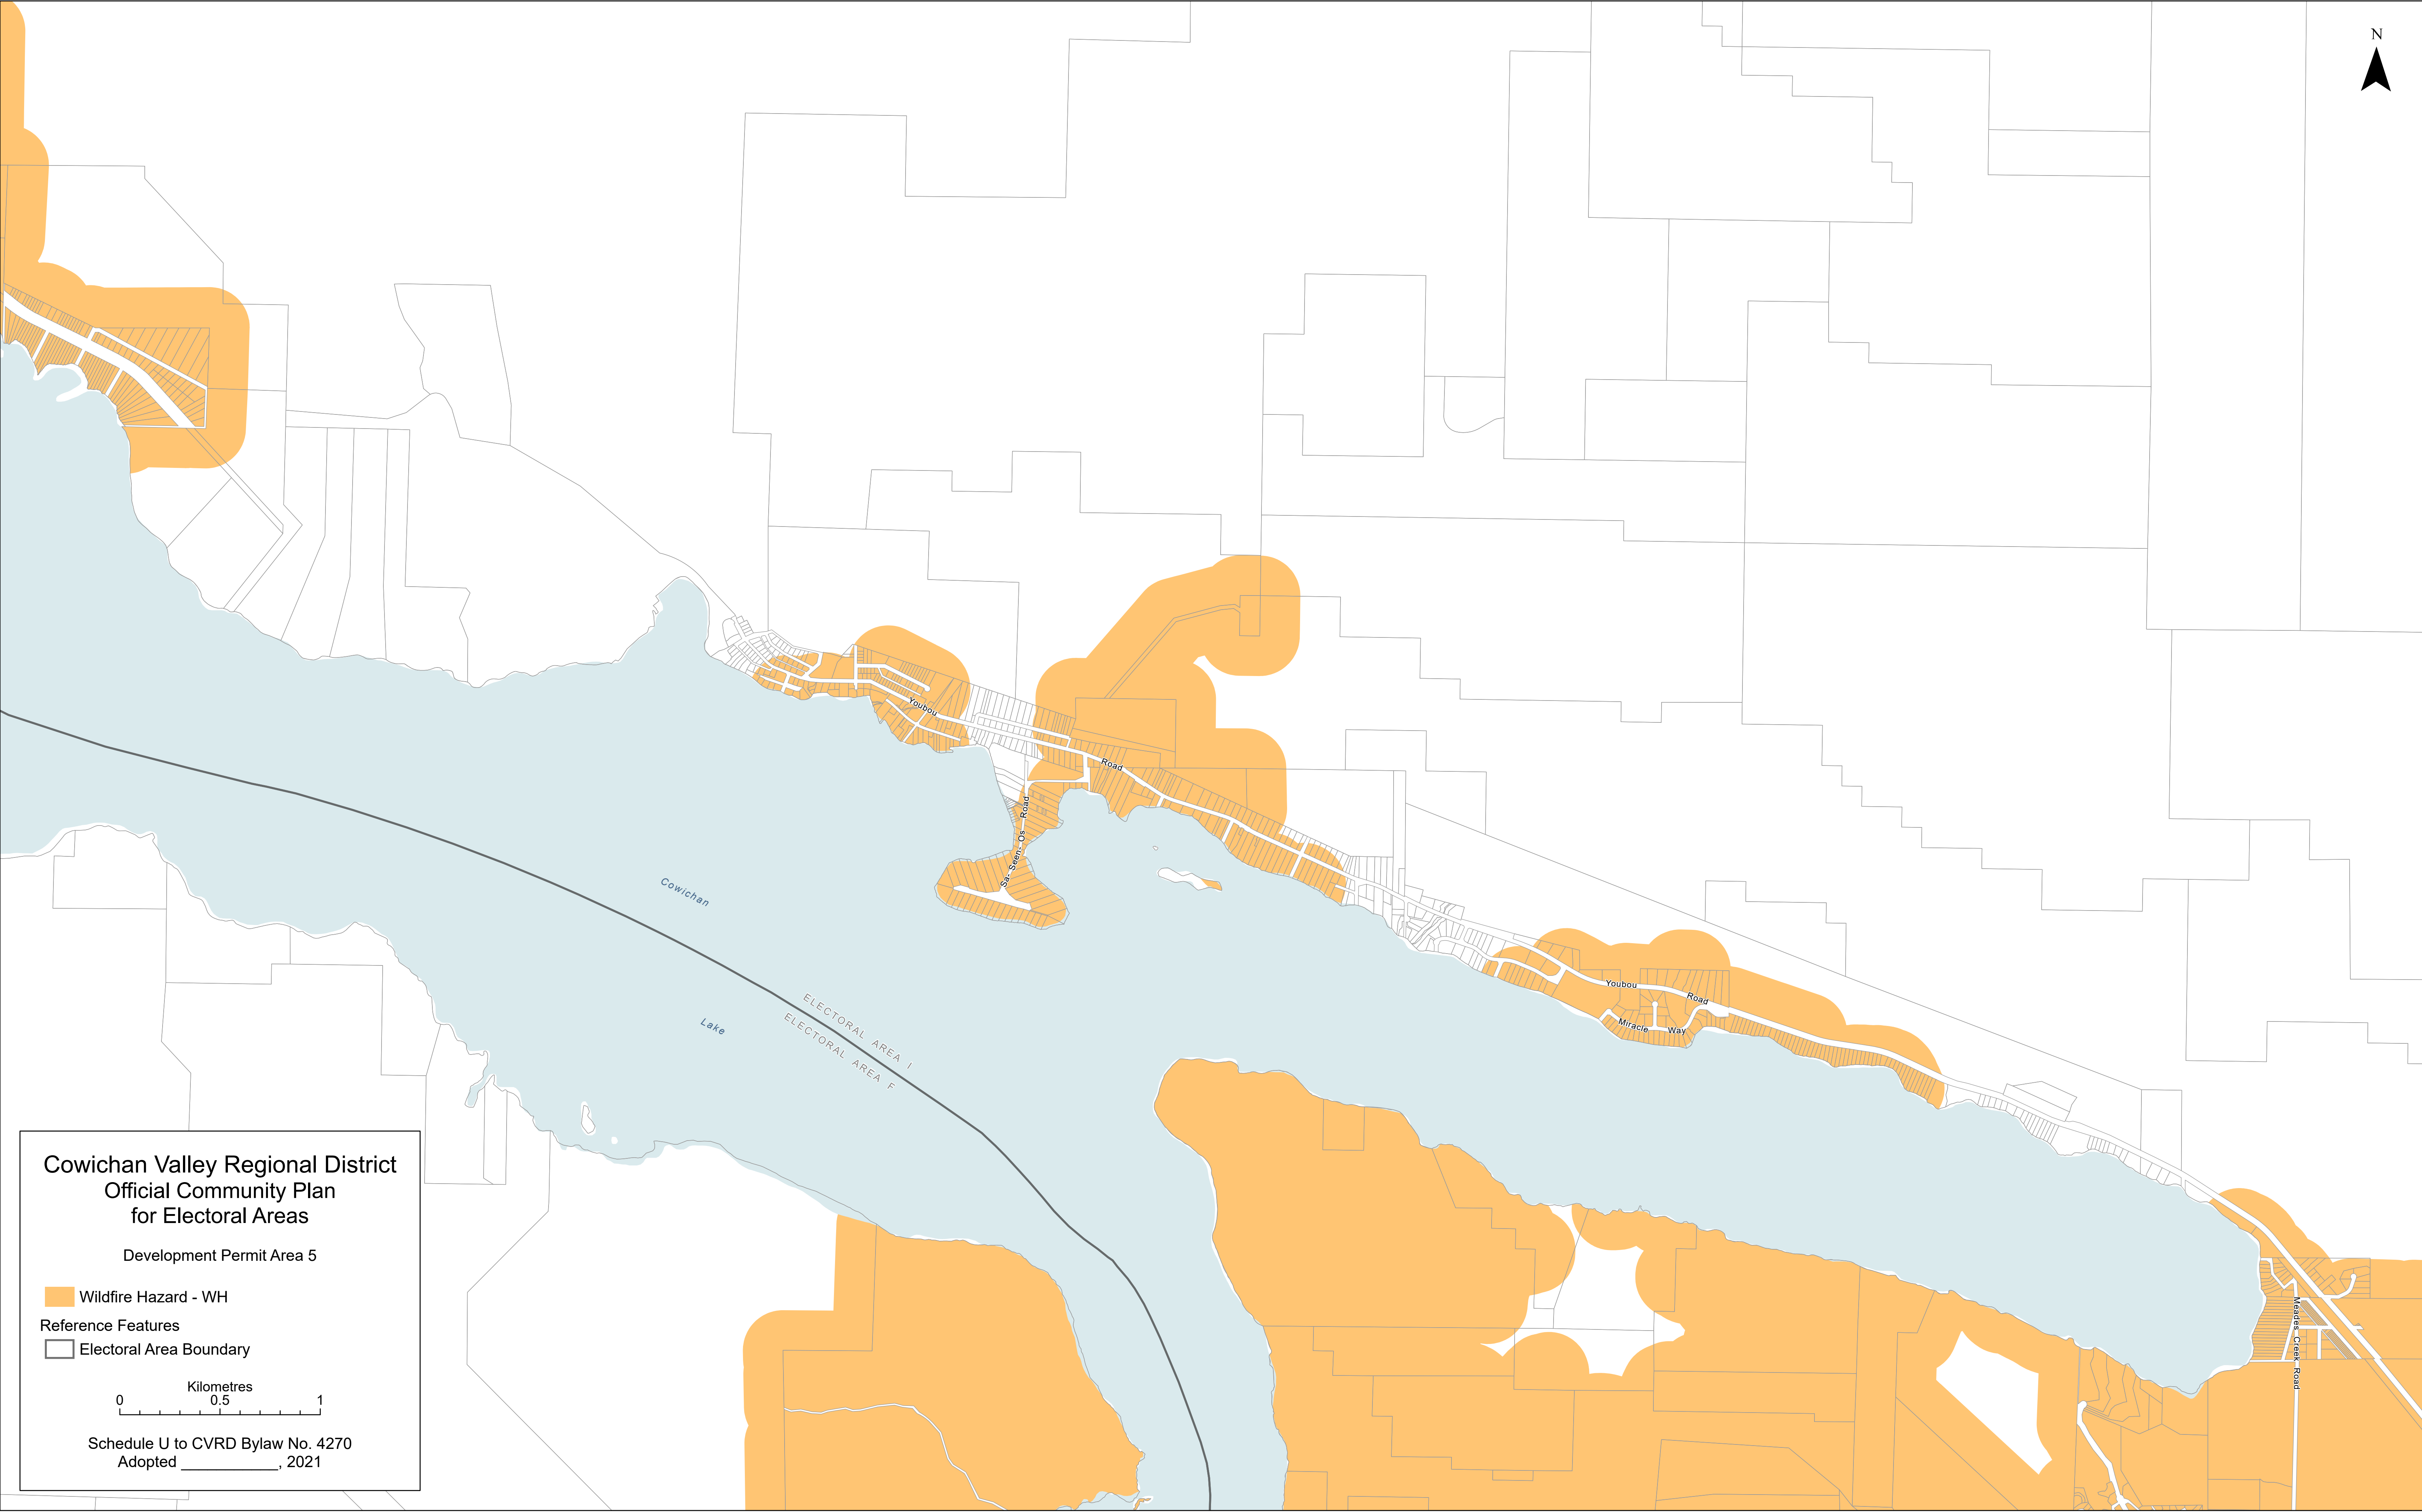 N
Youbou
Road
Sa-Seen-Os Road
Cowichan
Lake
ELECTORAL AREA I
ELECTORAL AREA F
Youbou
Road
Miracle Way
Meades Creek Road
Cowichan Valley Regional District
Official Community Plan
for Electoral Areas
Development Permit Area 5
Wildfire Hazard - WH
Reference Features
Electoral Area Boundary
Kilometres
0 0.5 1
Schedule U to CVRD Bylaw No. 4270
Adopted ____________, 2021